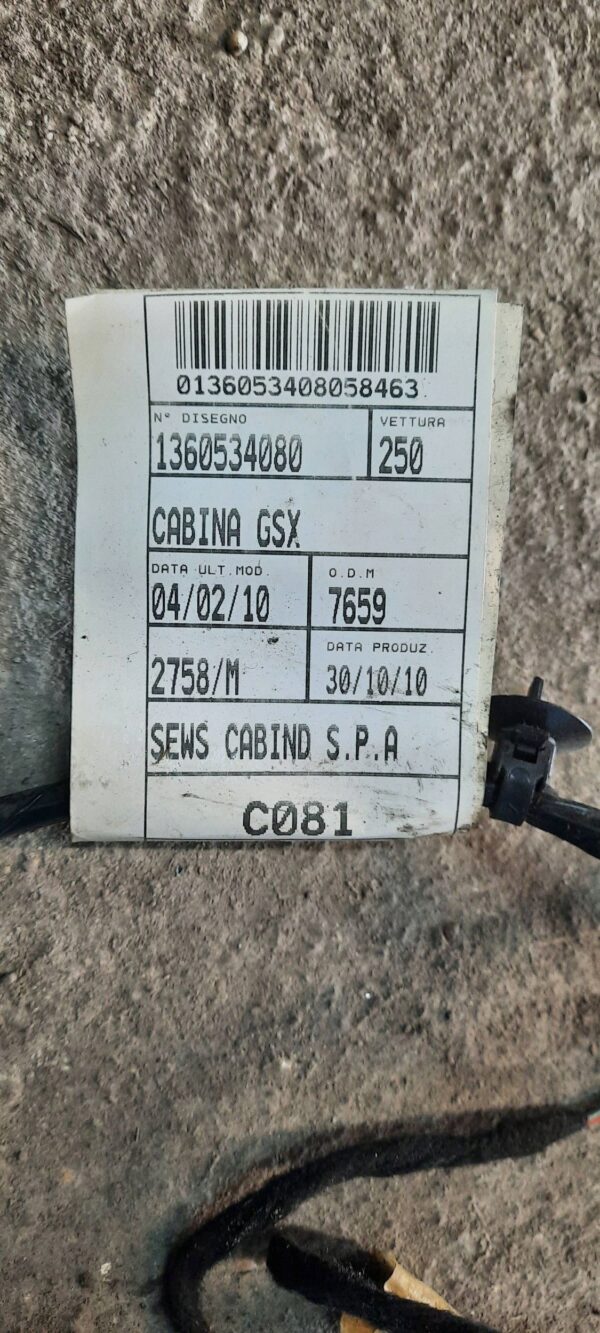 0136053408058463
N° DISEGNO VETTURA
1360534080 250
CABINA GSX
DATA ULT.MOD. O.D.M
04/02/10 7659
DATA PRODUZ.
2758/M 30/10/10
SEWS CABIND S.P.A
C081